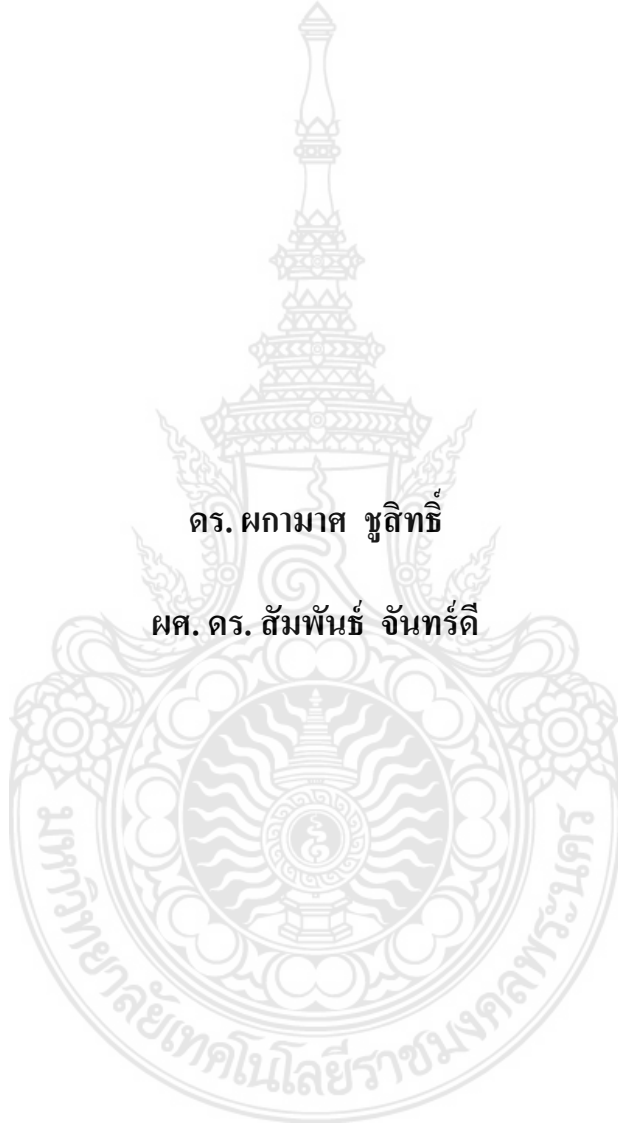 ดร. ผกามาศ ชูสิทธิ์
ผศ. ดร. สัมพันธ์ จันทร์ดี
มหาวิทยาลัยเทคโนโลยีราชมงคลพระนคร